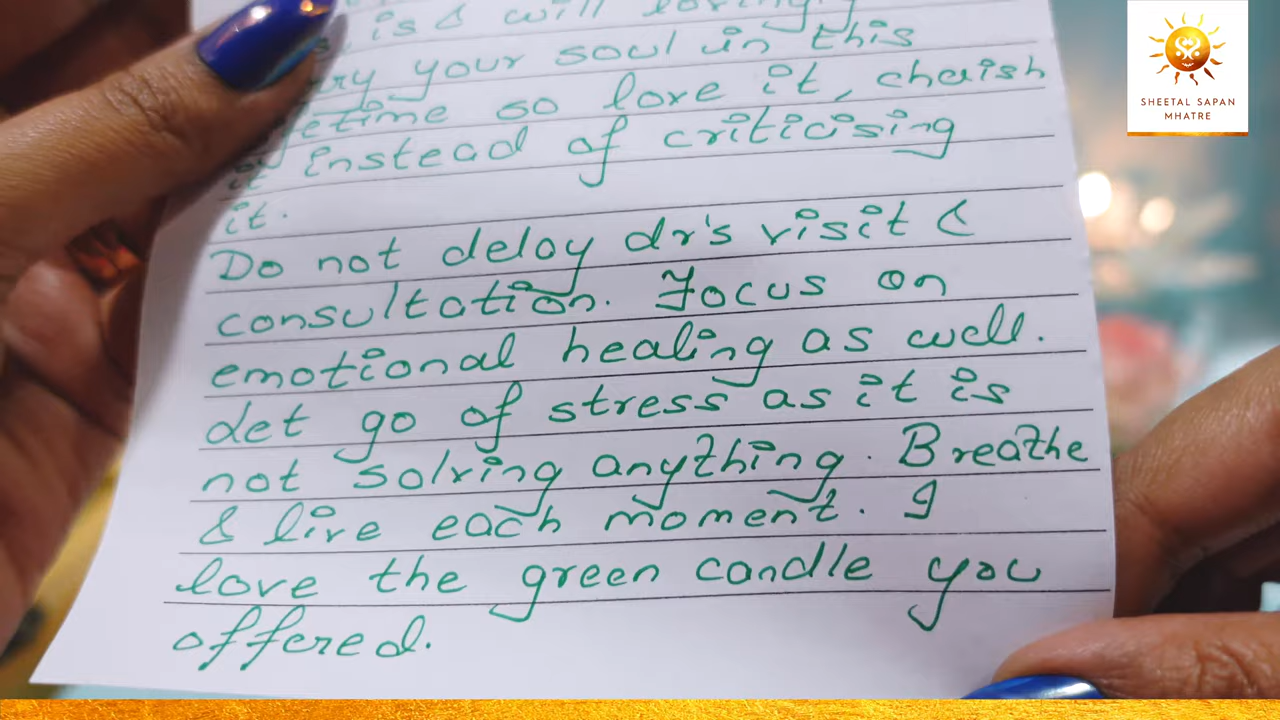 is & will lovingly
your soul in this
so love it, cherish
it instead of criticising
it.
Do not delay dr's visit &
consultation. Focus on
emotional healing as well.
Let go of stress as it is
not solving anything. Breathe
& live each moment. I
love the green candle you
offered.
SHEETAL SAPAN
MHATRE